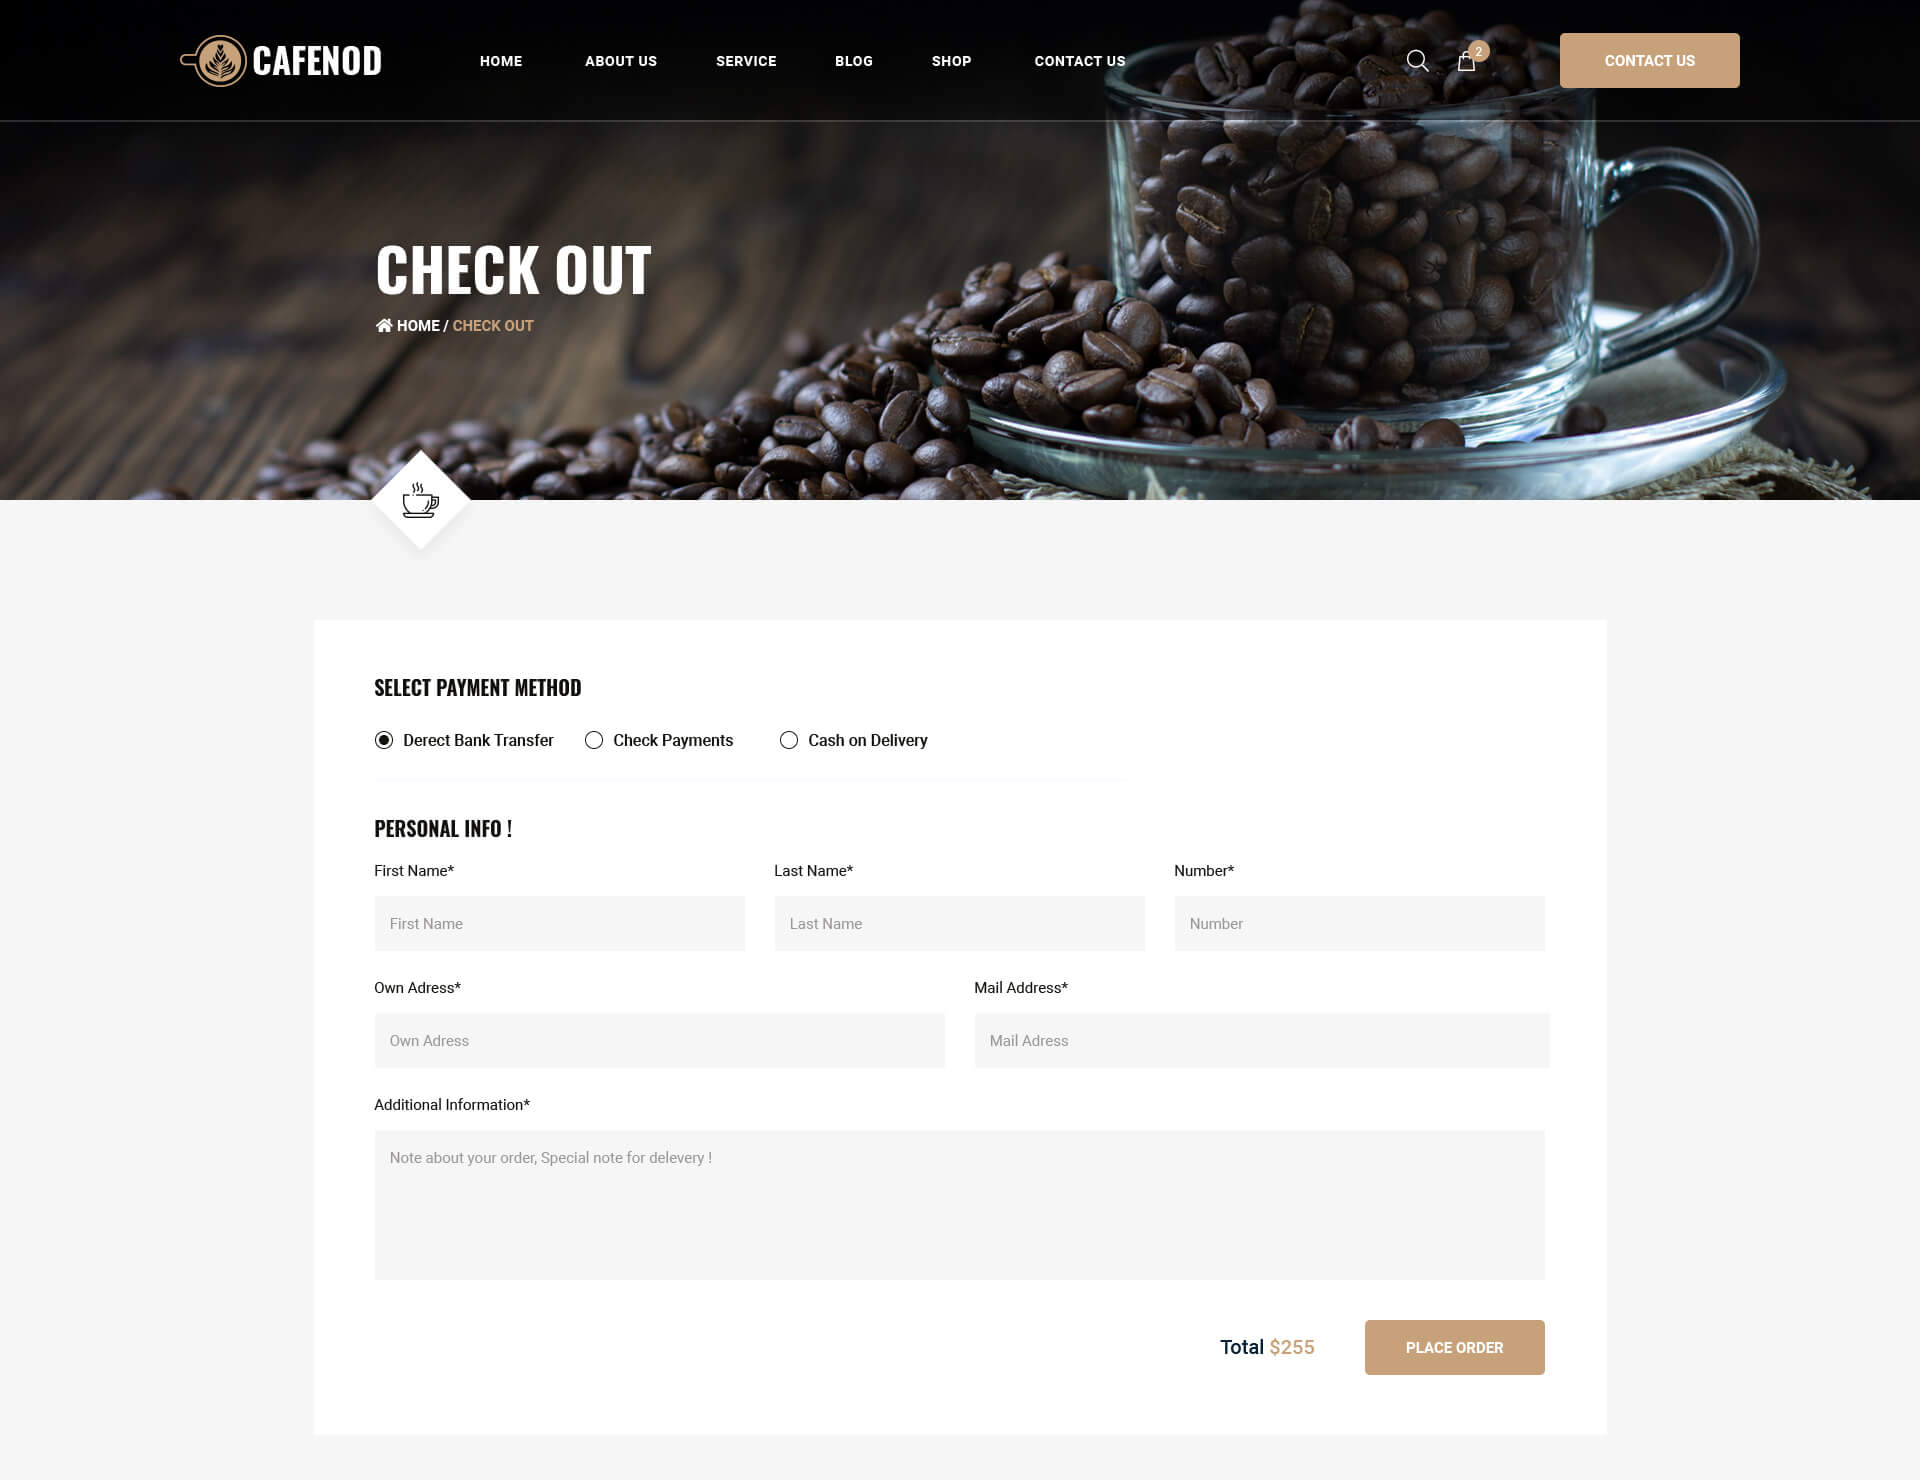 CAFENOD
HOME ABOUT US SERVICE BLOG SHOP CONTACT US
2
CONTACT US
CHECK OUT
HOME / CHECK OUT
SELECT PAYMENT METHOD
Derect Bank Transfer Check Payments Cash on Delivery
PERSONAL INFO !
First Name* Last Name* Number*
First Name Last Name Number
Own Adress* Mail Address*
Own Adress Mail Adress
Additional Information*
Note about your order, Special note for delevery !
Total $255 PLACE ORDER